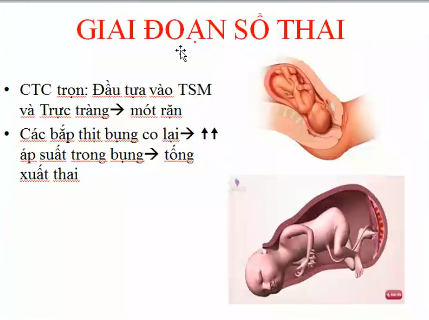 GIAI ĐOẠN SỔ THAI
• CTC trọn: Đầu tựa vào TSM
và Trực tràng→ mót rặn
• Các bắp thịt bụng co lại→ ↑↑
áp suất trong bụng→ tống
xuất thai